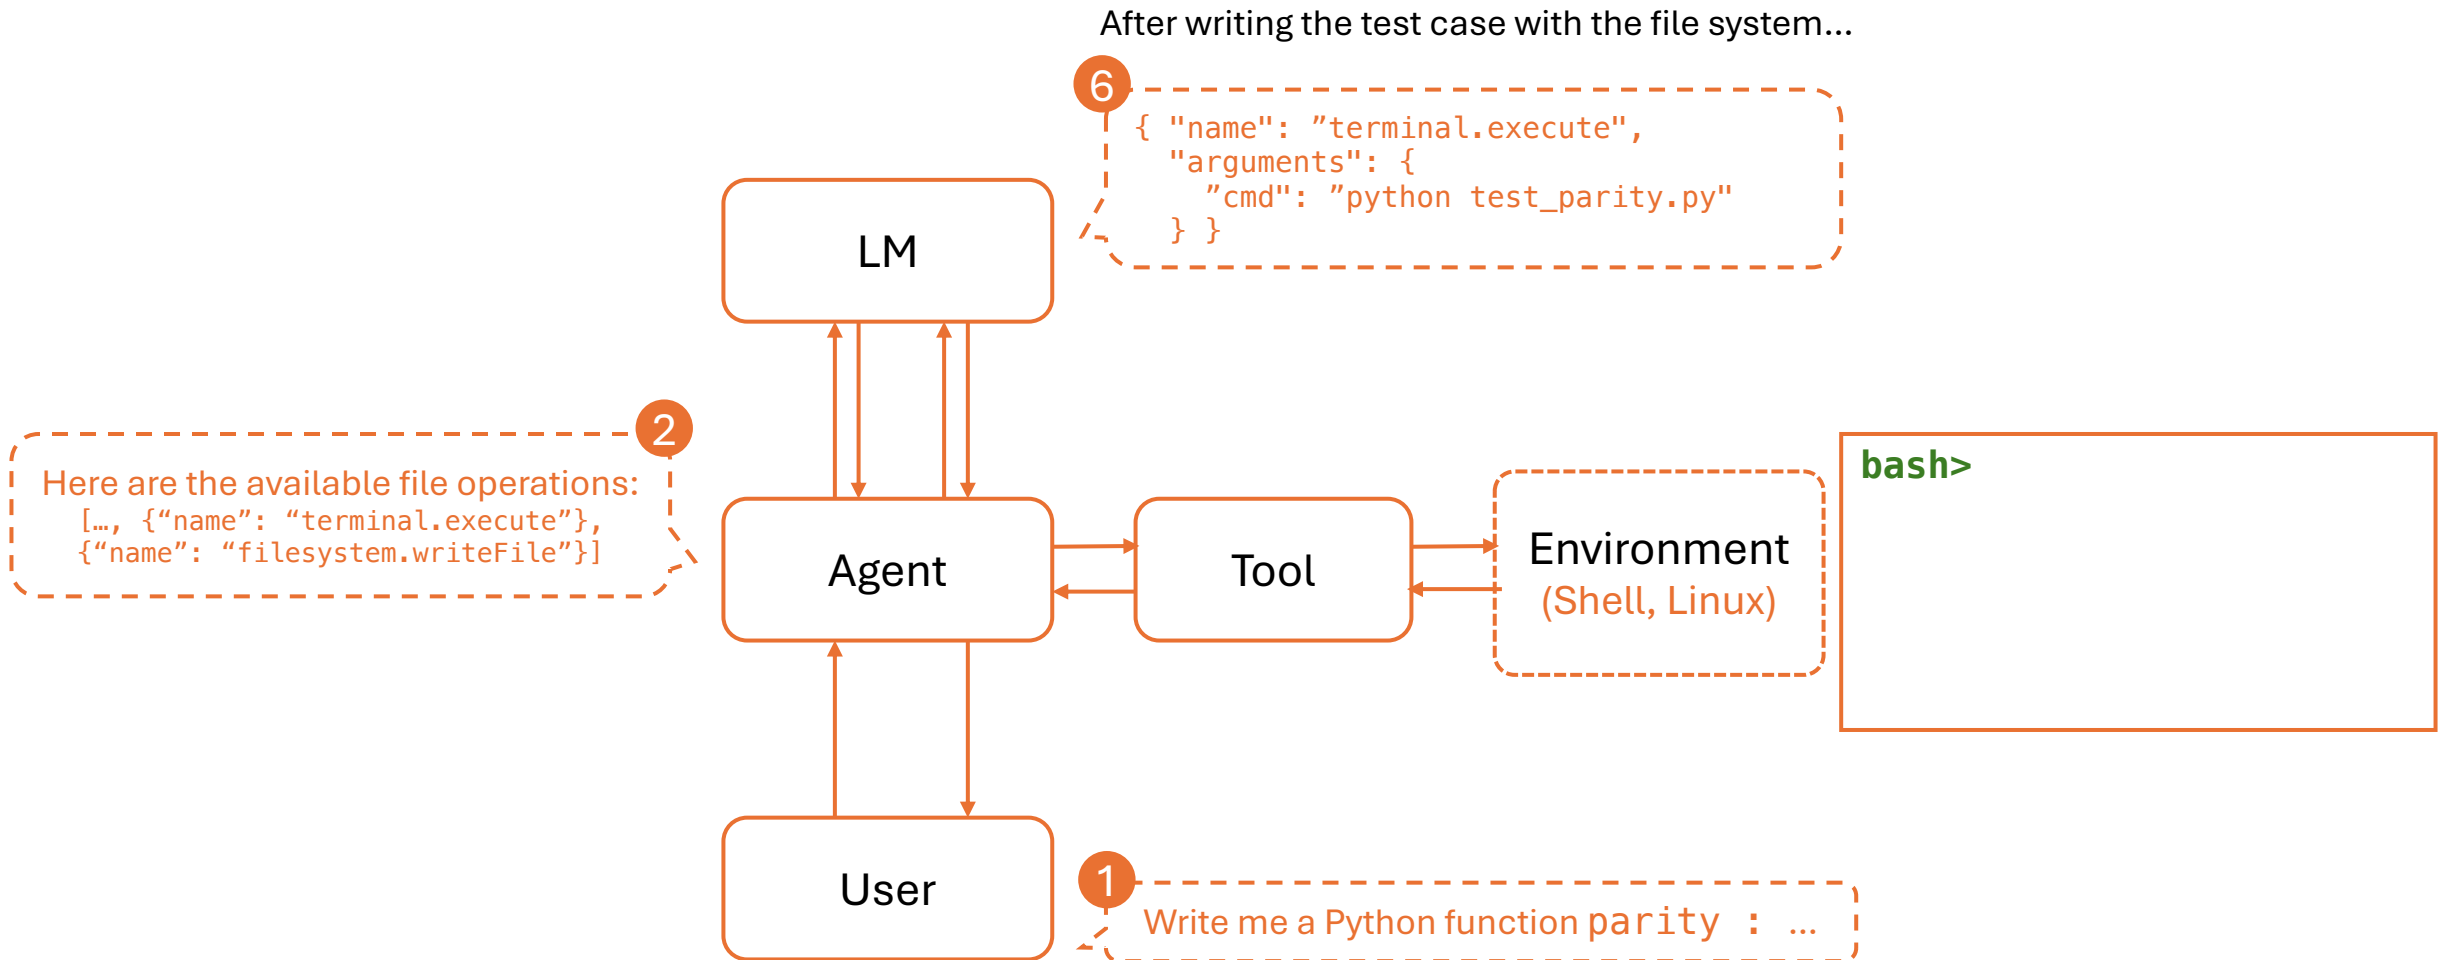 After writing the test case with the file system...
6
{ "name": ”terminal.execute",
"arguments": {
”cmd": ”python test_parity.py"
} }
LM
2
Here are the available file operations:
[…, {“name”: “terminal.execute”},
{“name”: “filesystem.writeFile”}]
Agent
Tool
Environment
(Shell, Linux)
bash>
User
1
Write me a Python function parity : ...